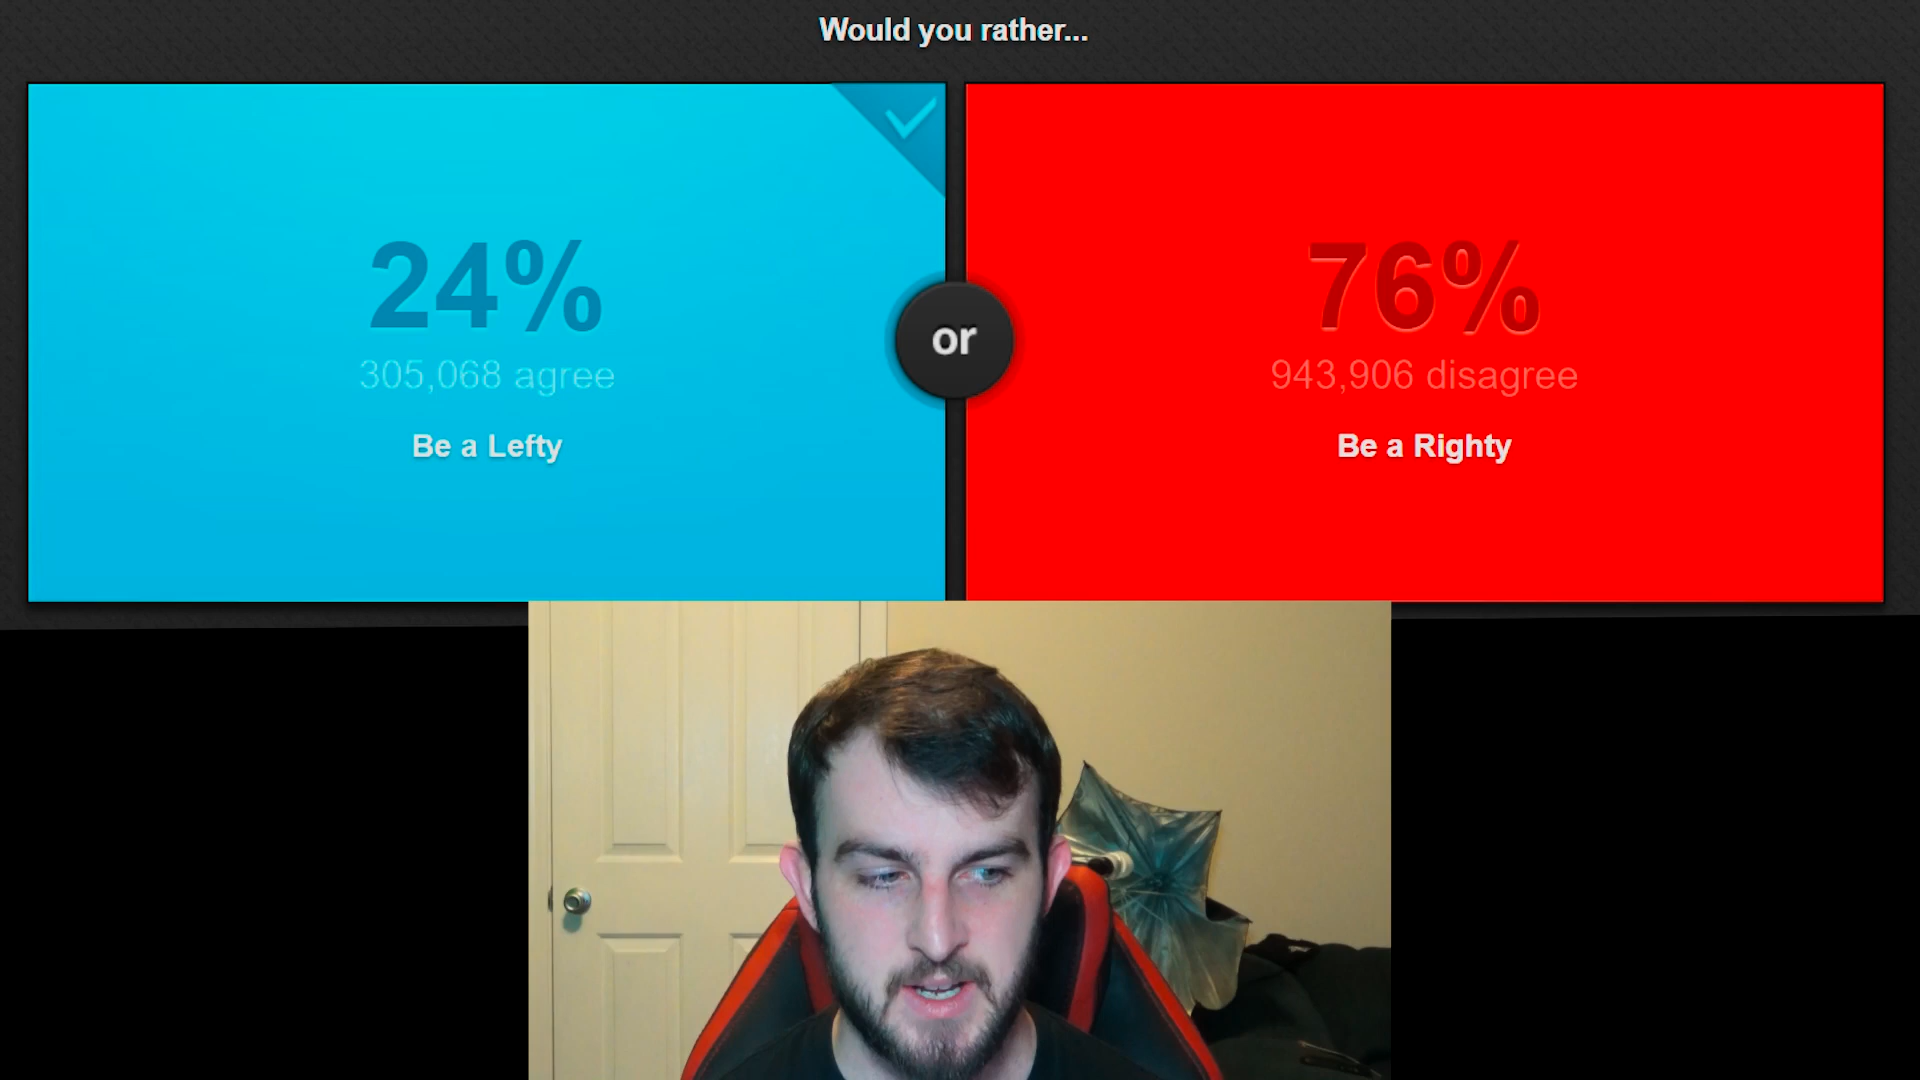 Would you rather...
24%
305,068 agree
Be a Lefty
or
76%
943,906 disagree
Be a Righty